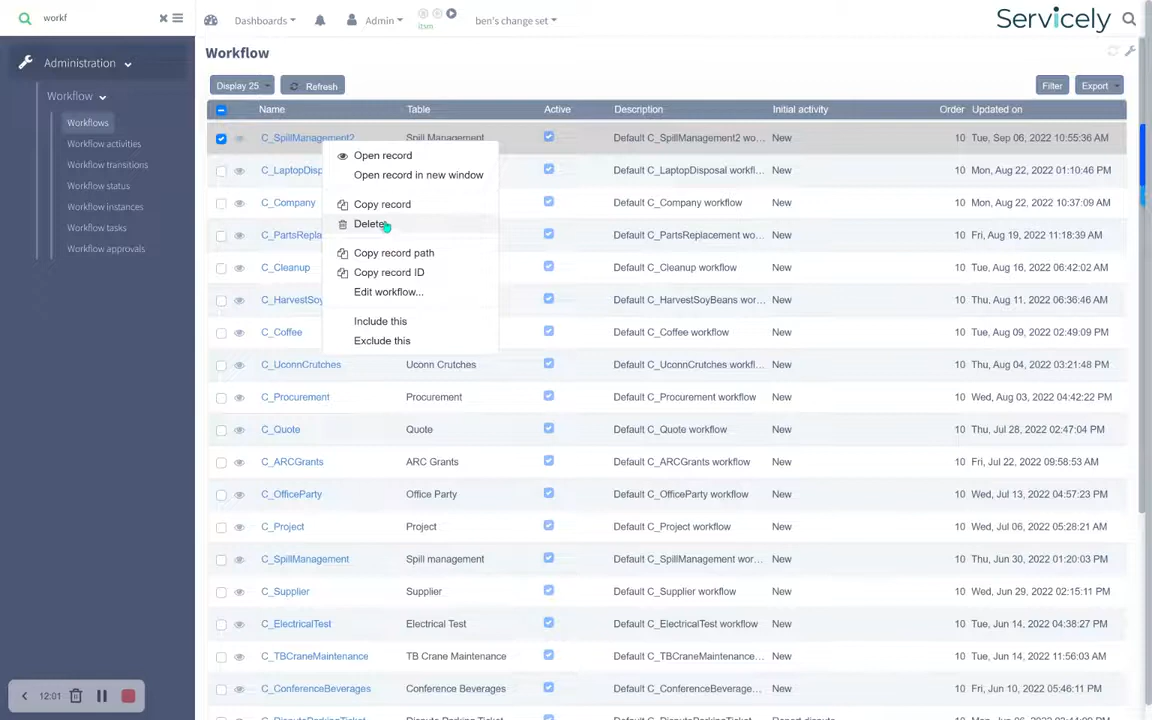 workf
Dashboards
Admin
itsm
ben's change set
Servicely
Administration
Workflow
Workflows
Workflow activities
Workflow transitions
Workflow status
Workflow instances
Workflow tasks
Workflow approvals
Workflow
Display 25
Refresh
Filter
Export
Name Table Active Description Initial activity Order Updated on
C_SpillManagement2 Spill Management Default C_SpillManagement2 wo... New 10 Tue, Sep 06, 2022 10:55:36 AM
C_LaptopDisp Default C_LaptopDisposal workfl... New 10 Mon, Aug 22, 2022 01:10:46 PM
C_Company Default C_Company workflow New 10 Mon, Aug 22, 2022 10:37:09 AM
C_PartsRepla Default C_PartsReplacement wo... New 10 Fri, Aug 19, 2022 11:18:39 AM
C_Cleanup Default C_Cleanup workflow New 10 Tue, Aug 16, 2022 06:42:02 AM
C_HarvestSoy Default C_HarvestSoyBeans wor... New 10 Thu, Aug 11, 2022 06:36:46 AM
C_Coffee Default C_Coffee workflow New 10 Tue, Aug 09, 2022 02:49:09 PM
C_UconnCrutches Uconn Crutches Default C_UconnCrutches workfl... New 10 Thu, Aug 04, 2022 03:21:48 PM
C_Procurement Procurement Default C_Procurement workflow New 10 Wed, Aug 03, 2022 04:42:22 PM
C_Quote Quote Default C_Quote workflow New 10 Thu, Jul 28, 2022 02:47:04 PM
C_ARCGrants ARC Grants Default C_ARCGrants workflow New 10 Fri, Jul 22, 2022 09:58:53 AM
C_OfficeParty Office Party Default C_OfficeParty workflow New 10 Wed, Jul 13, 2022 04:57:23 PM
C_Project Project Default C_Project workflow New 10 Wed, Jul 06, 2022 05:28:21 AM
C_SpillManagement Spill management Default C_SpillManagement wor... New 10 Thu, Jun 30, 2022 01:20:03 PM
C_Supplier Supplier Default C_Supplier workflow New 10 Wed, Jun 29, 2022 02:15:11 PM
C_ElectricalTest Electrical Test Default C_ElectricalTest workflow New 10 Tue, Jun 14, 2022 04:38:27 PM
C_TBCraneMaintenance TB Crane Maintenance Default C_TBCraneMaintenance... New 10 Tue, Jun 14, 2022 11:56:03 AM
C_ConferenceBeverages Conference Beverages Default C_ConferenceBeverage... New 10 Fri, Jun 10, 2022 05:46:11 PM
Open record
Open record in new window
Copy record
Delete
Copy record path
Copy record ID
Edit workflow...
Include this
Exclude this
12:01